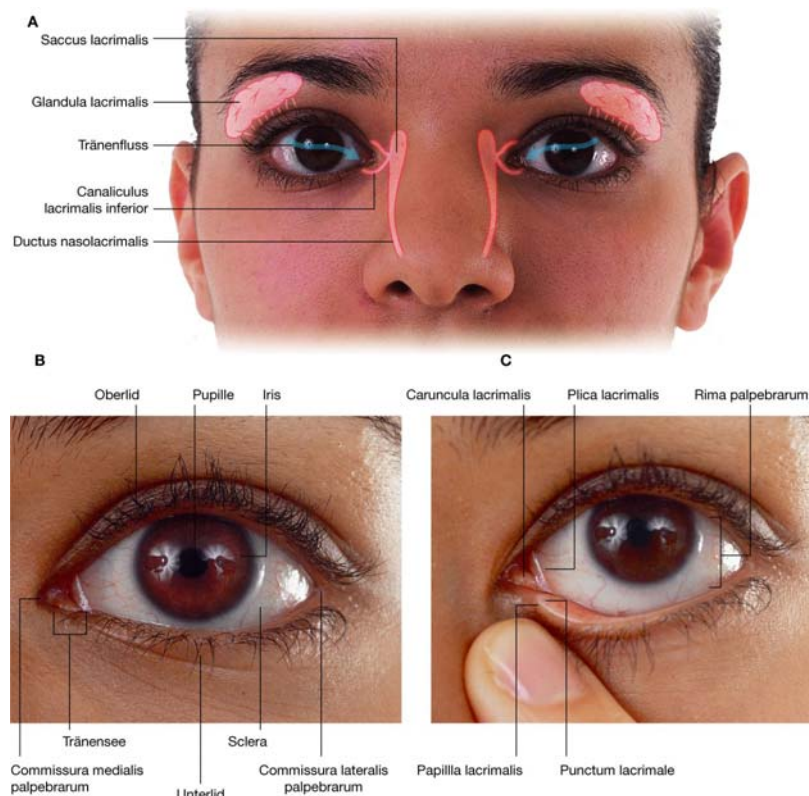 A
Saccus lacrimalis
Glandula lacrimalis
Tränenfluss
Canaliculus
lacrimalis inferior
Ductus nasolacrimalis
B
Oberlid
Pupille
Iris
Tränensee
Sclera
Commissura medialis
palpebrarum
Unterlid
Commissura lateralis
palpebrarum
C
Caruncula lacrimalis
Plica lacrimalis
Rima palpebrarum
Papillla lacrimalis
Punctum lacrimale